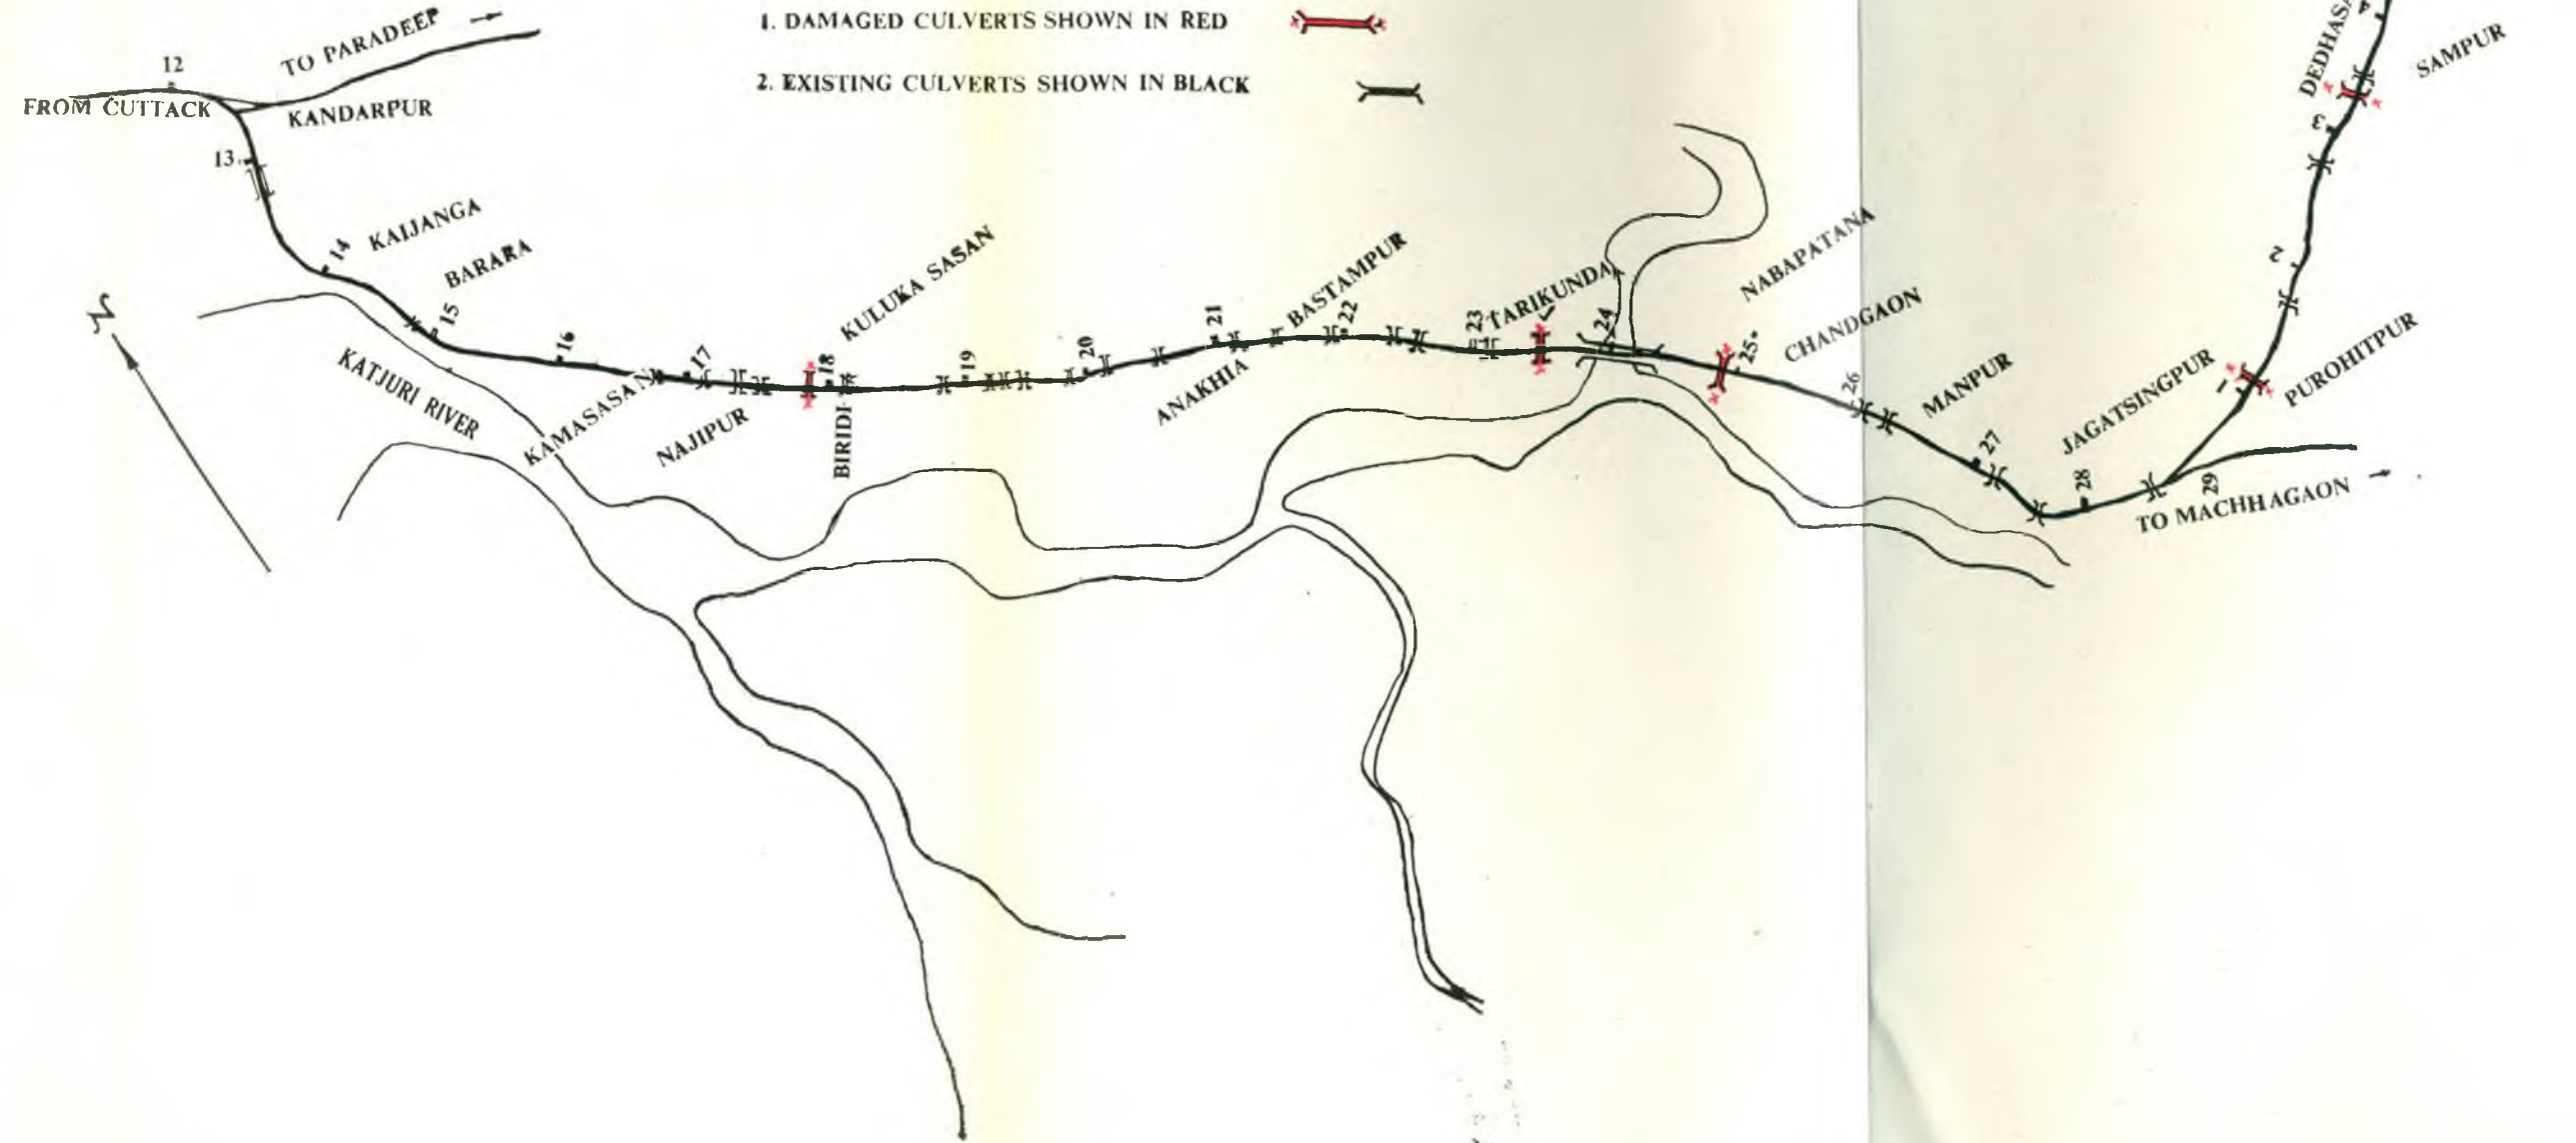 1. DAMAGED CULVERTS SHOWN IN RED
2. EXISTING CULVERTS SHOWN IN BLACK
TO PARADEEP
12
FROM CUTTACK
KANDARPUR
13
14
KAIJANGA
BARARA
15
KATJURI RIVER
16
KAMASASAN
17
NAJIPUR
18
KULUKA SASAN
BIRIDI
19
20
ANAKHIA
21
BASTAMPUR
22
23
TARIKUNDA
24
NABAPATANA
25
CHANDGAON
26
MANPUR
27
28
JAGATSINGPUR
29
TO MACHHAGAON
1
PUROHITPUR
2
3
SAMPUR
4
N